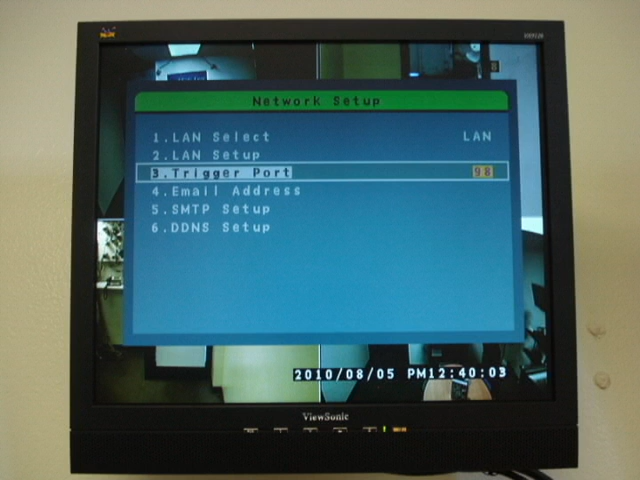 Network Setup
1.LAN Select LAN
2.LAN Setup
3.Trigger Port 98
4.Email Address
5.SMTP Setup
6.DDNS Setup
2010/08/05 PM12:40:03
ViewSonic